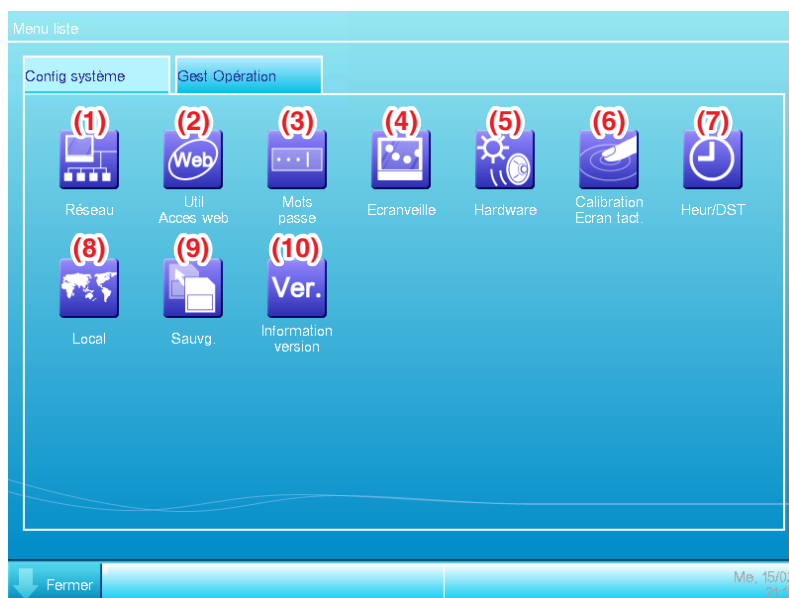 Menu liste
Config système
Gest Opération
(1) (2) (3) (4) (5) (6) (7)
Web
Réseau
Util
Acces web
Mots
passe
Ecranveille
Hardware
Calibration
Ecran tact.
Heur/DST
(8) (9) (10)
Ver.
Local
Sauvg.
Information
version
Fermer
Me, 15/0